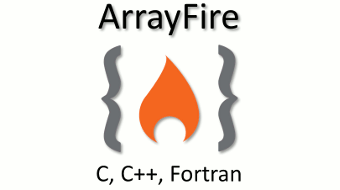 ArrayFire
{ }
C, C++, Fortran